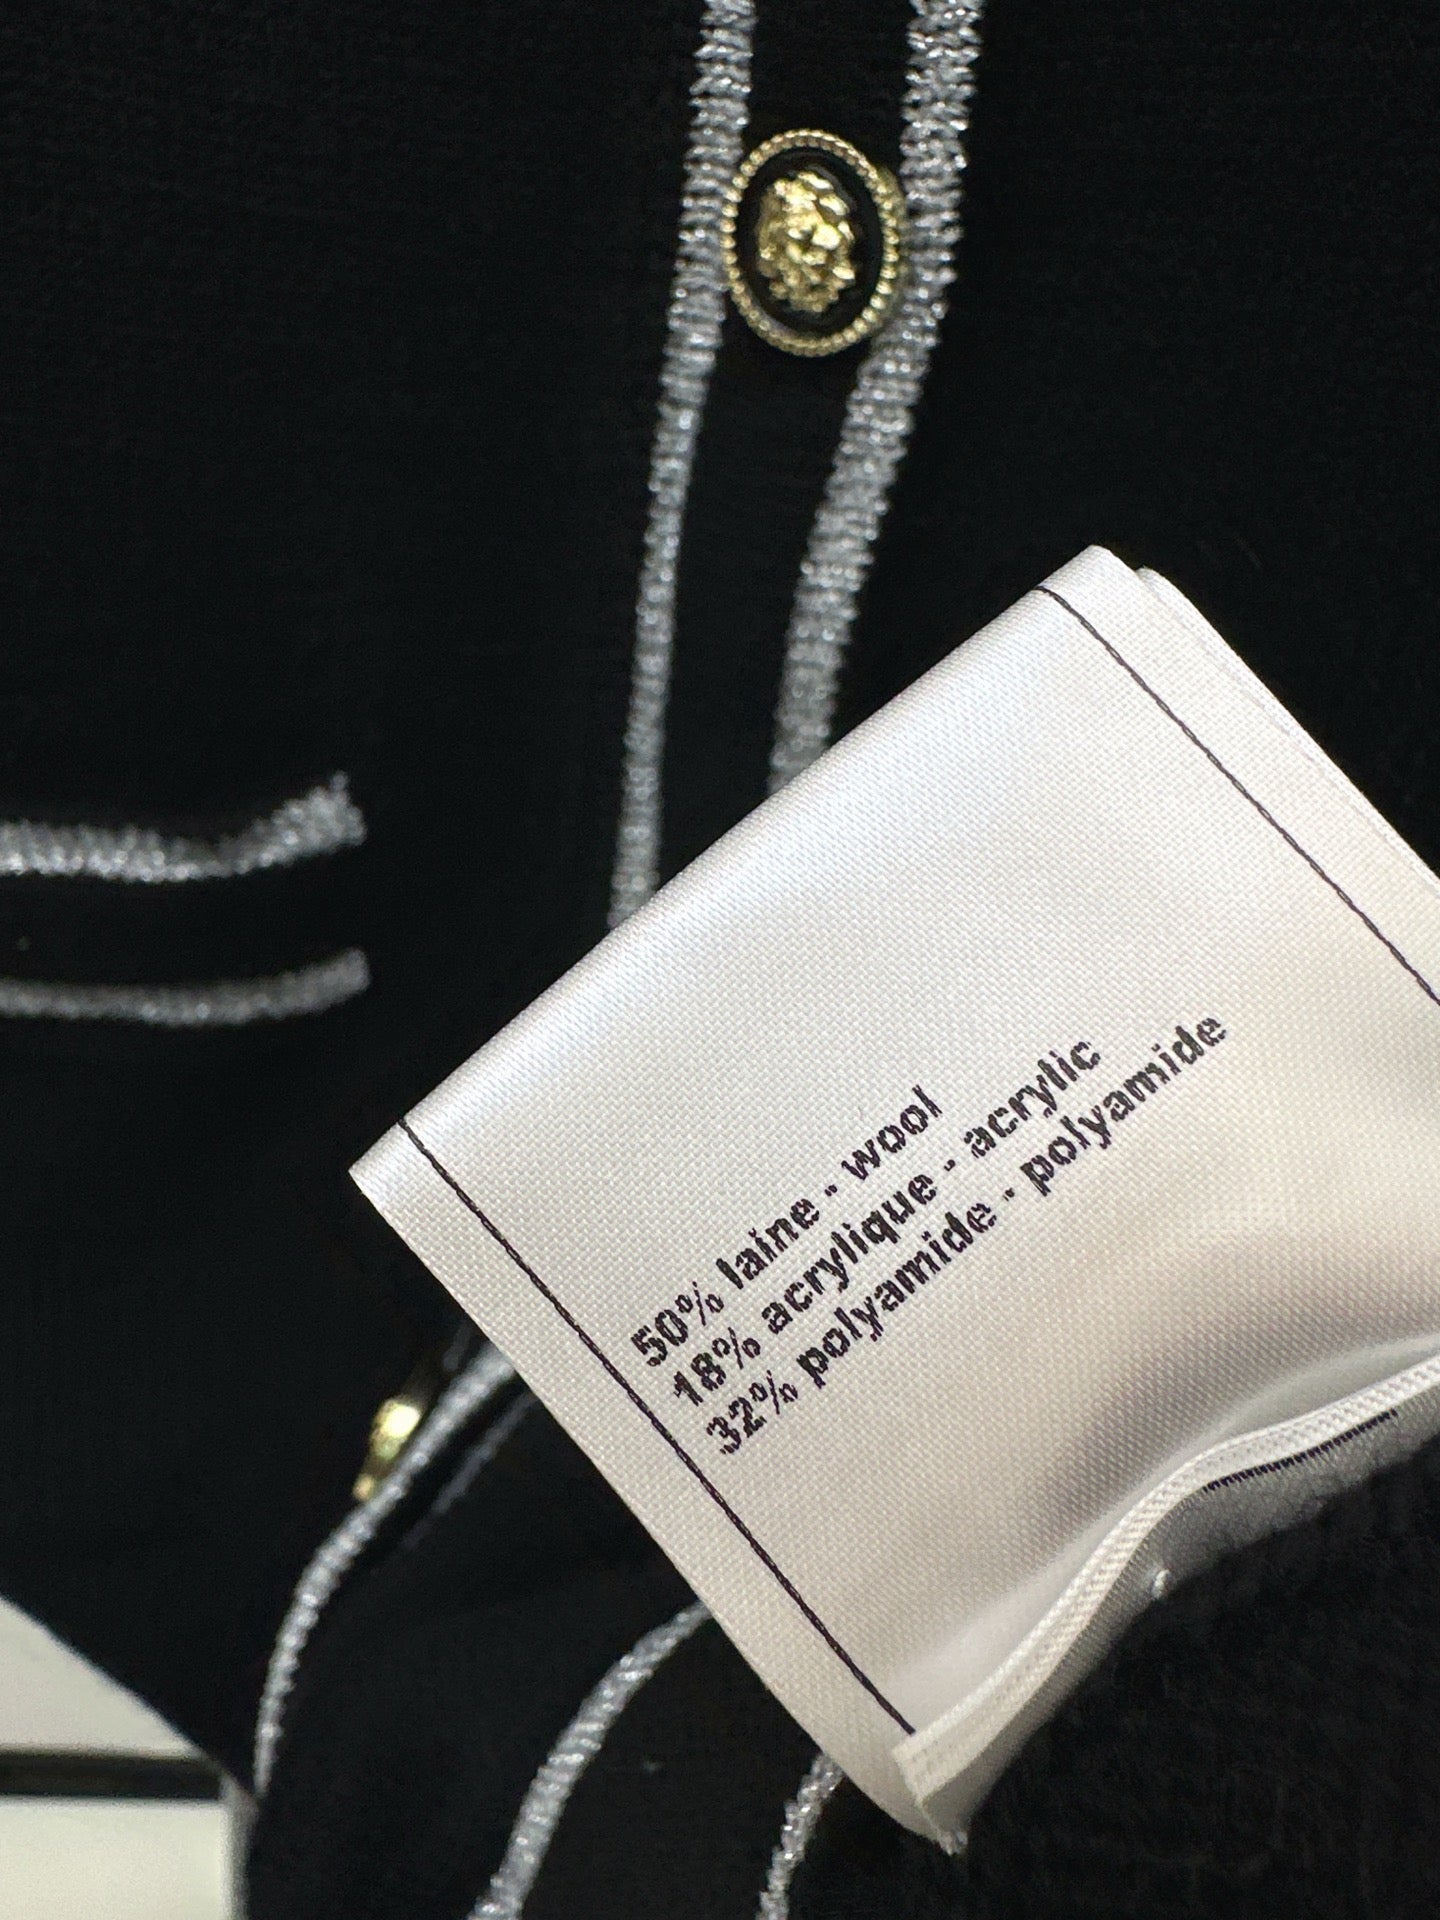 50% laine - wool
18% acrylique - acrylic
32% polyamide - polyamide